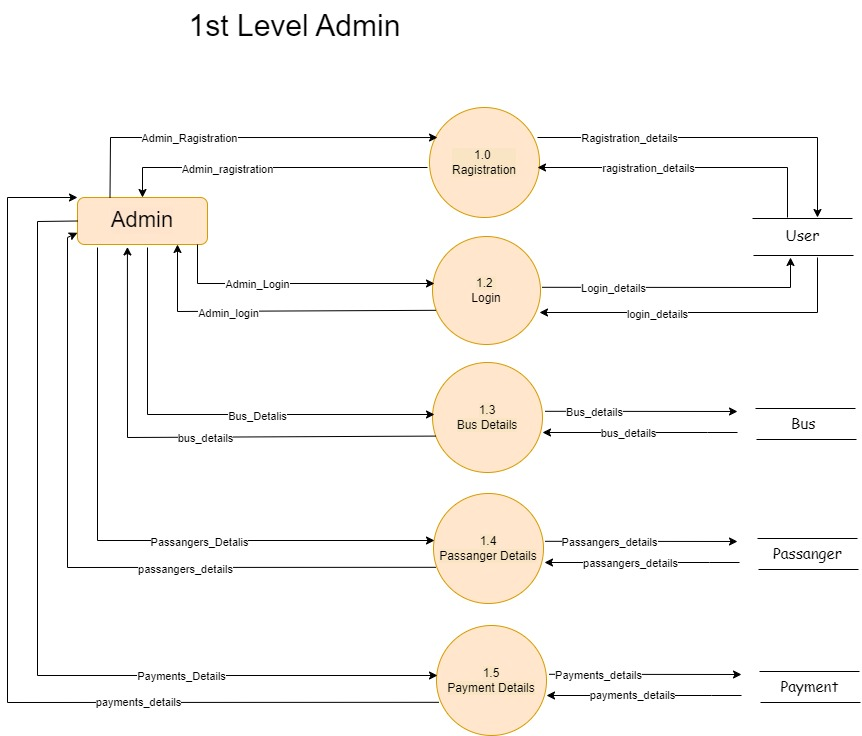 1st Level Admin
Admin_Ragistration
Ragistration_details
1.0
Ragistration
Admin_ragistration
ragistration_details
Admin
User
Admin_Login
1.2
Login
Login_details
Admin_login
login_details
Bus_Detalis
1.3
Bus Details
Bus_details
bus_details
bus_details
Bus
Passangers_Detalis
1.4
Passanger Details
Passangers_details
passangers_details
passangers_details
Passanger
Payments_Details
1.5
Payment Details
Payments_details
payments_details
payments_details
Payment